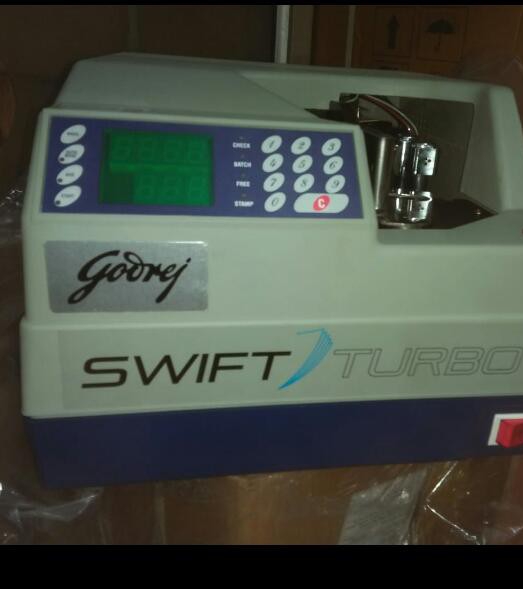 CHECK
BATCH
FREE
STAMP
1 2 3
4 5 6
7 8 9
0 C
Godrej
SWIFT TURBO